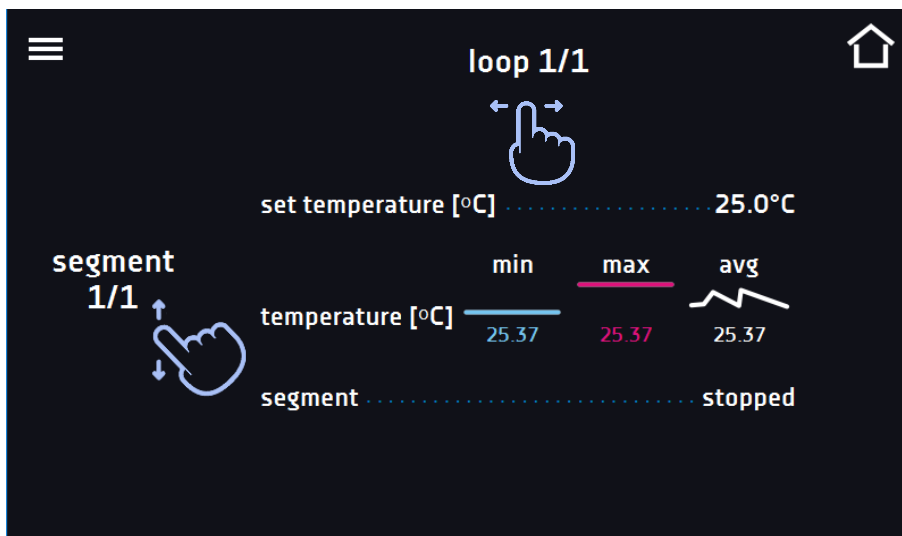 loop 1/1
set temperature [°C] 25.0°C
segment
1/1
min max avg
temperature [°C]
25.37 25.37 25.37
segment stopped